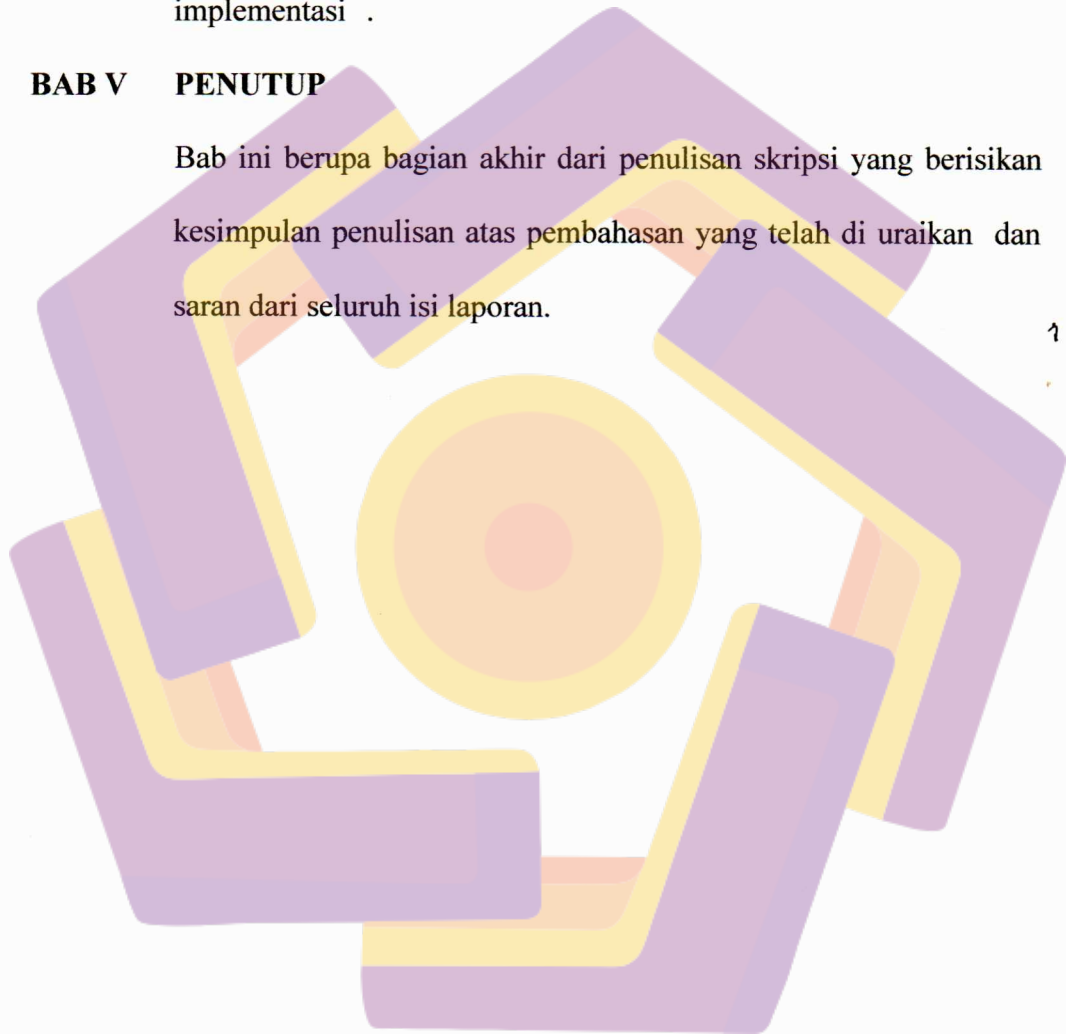 implementasi .
BAB V PENUTUP
Bab ini berupa bagian akhir dari penulisan skripsi yang berisikan
kesimpulan penulisan atas pembahasan yang telah di uraikan dan
saran dari seluruh isi laporan.